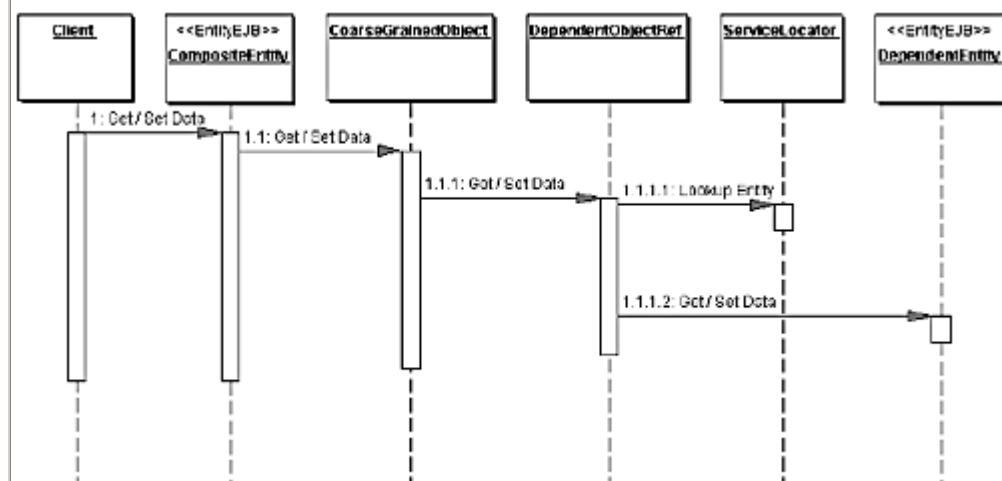 Client
<<EntityEJB>>
CompositeEntity
CoarseGrainedObject
DependentObjectRef
ServiceLocator
<<EntityEJB>>
DependentEntity
1: Get / Set Data
1.1: Get / Set Data
1.1.1: Get / Set Data
1.1.1.1: Lookup Entity
1.1.1.2: Get / Set Data